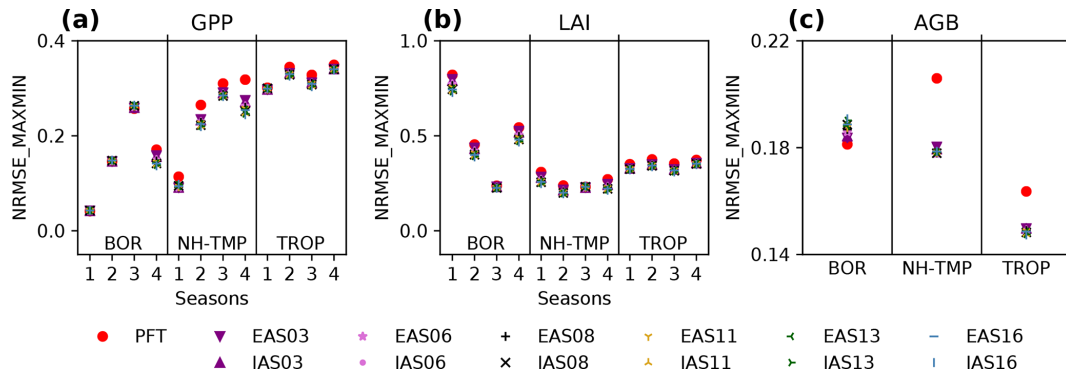 (a) GPP (b) LAI (c) AGB
NRMSE_MAXMIN
0.4
0.2
0.0
BOR NH-TMP TROP
1 2 3 4 1 2 3 4 1 2 3 4
Seasons
NRMSE_MAXMIN
1.0
0.5
0.0
BOR NH-TMP TROP
1 2 3 4 1 2 3 4 1 2 3 4
Seasons
NRMSE_MAXMIN
0.22
0.18
0.14
BOR NH-TMP TROP
PFT EAS03 EAS06 EAS08 EAS11 EAS13 EAS16
IAS03 IAS06 IAS08 IAS11 IAS13 IAS16